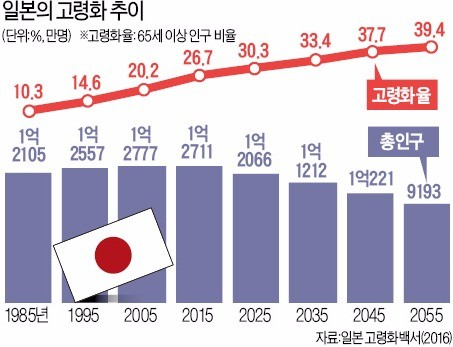 일본의 고령화 추이
(단위:%, 만명) ※고령화율: 65세 이상 인구 비율
10.3 14.6 20.2 26.7 30.3 33.4 37.7 39.4
고령화율
총인구
1억 1억 1억 1억 1억 1억 1억221 9193
2105 2557 2777 2711 2066 1212
1985년 1995 2005 2015 2025 2035 2045 2055
자료:일본 고령화백서(2016)